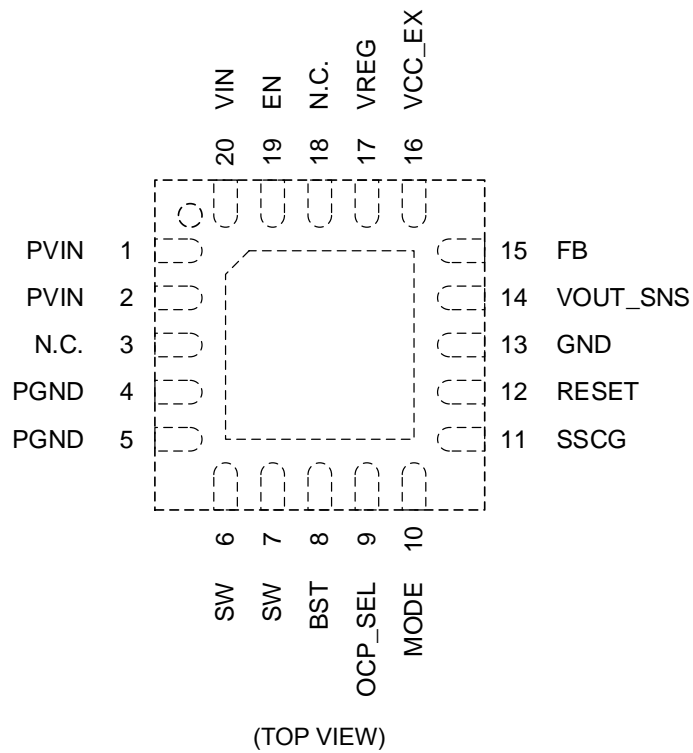 VIN EN N.C. VREG VCC_EX
20 19 18 17 16
PVIN 1
PVIN 2
N.C. 3
PGND 4
PGND 5
15 FB
14 VOUT_SNS
13 GND
12 RESET
11 SSCG
6 7 8 9 10
SW SW BST OCP_SEL MODE
(TOP VIEW)